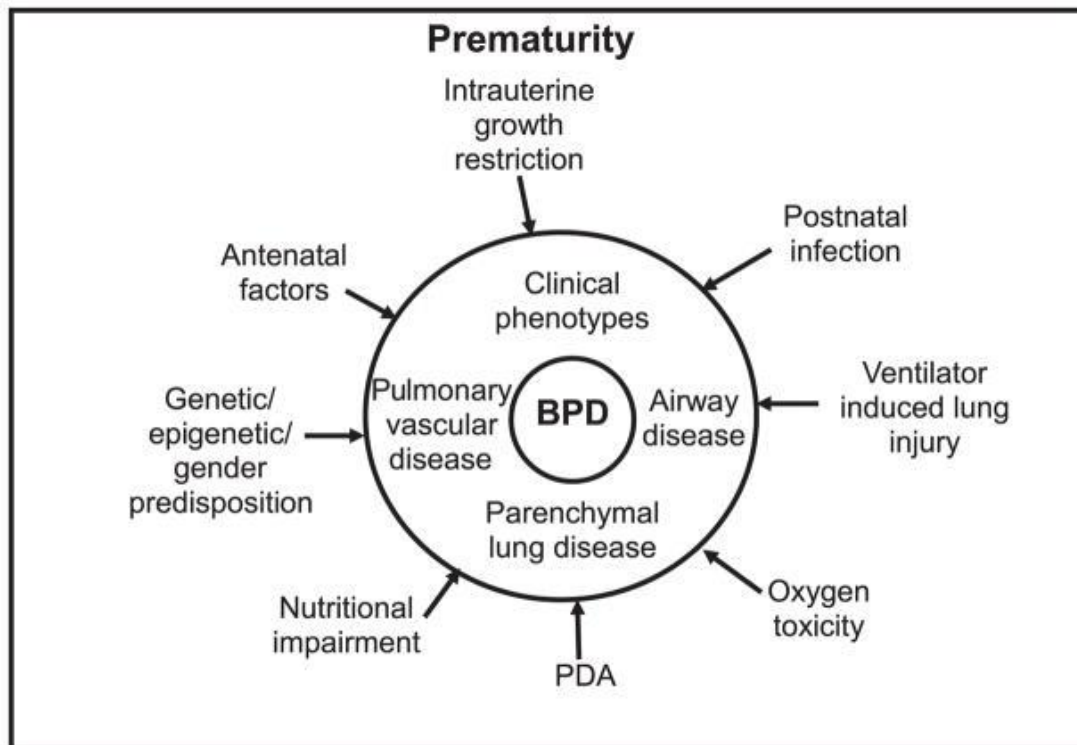 Prematurity
Intrauterine
growth
restriction
Postnatal
infection
Antenatal
factors
Clinical
phenotypes
Genetic/
epigenetic/
gender
predisposition
Pulmonary
vascular
disease
BPD
Airway
disease
Ventilator
induced lung
injury
Parenchymal
lung disease
Nutritional
impairment
PDA
Oxygen
toxicity